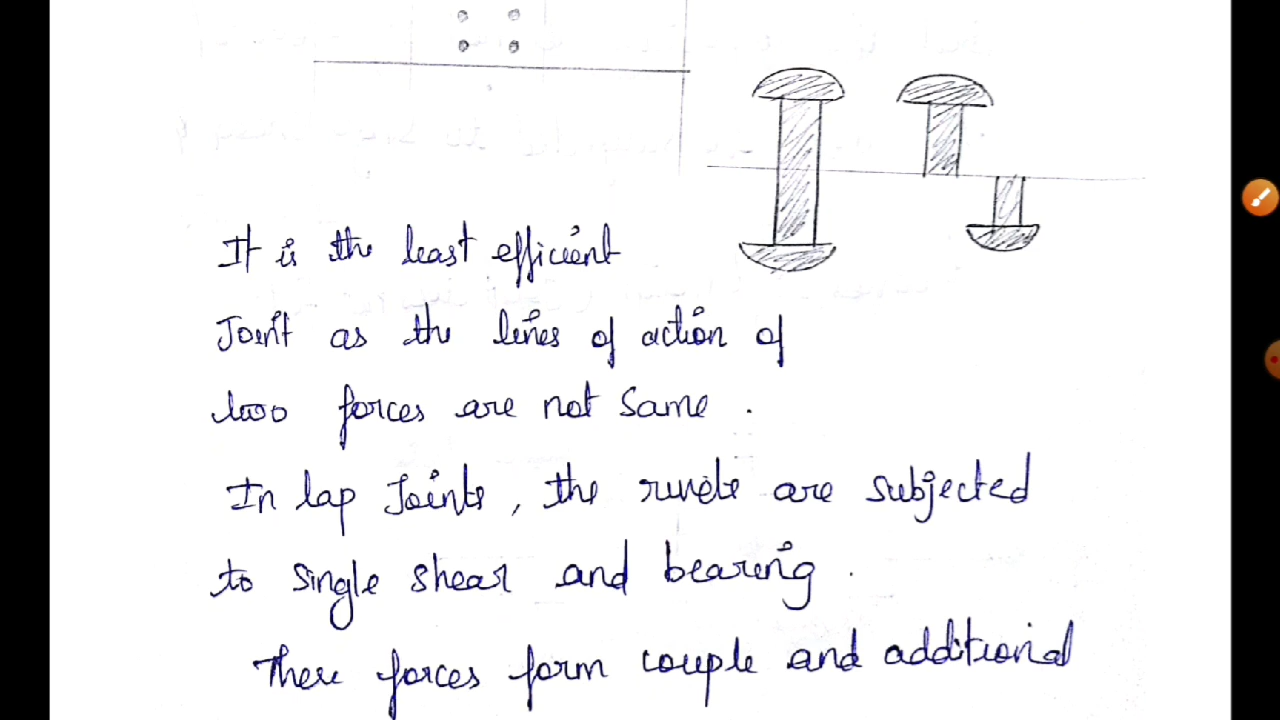 It is the least efficient
Joint as the lines of action of
two forces are not same .
In lap Joints , the rivets are subjected
to single shear and bearing .
These forces form couple and additional